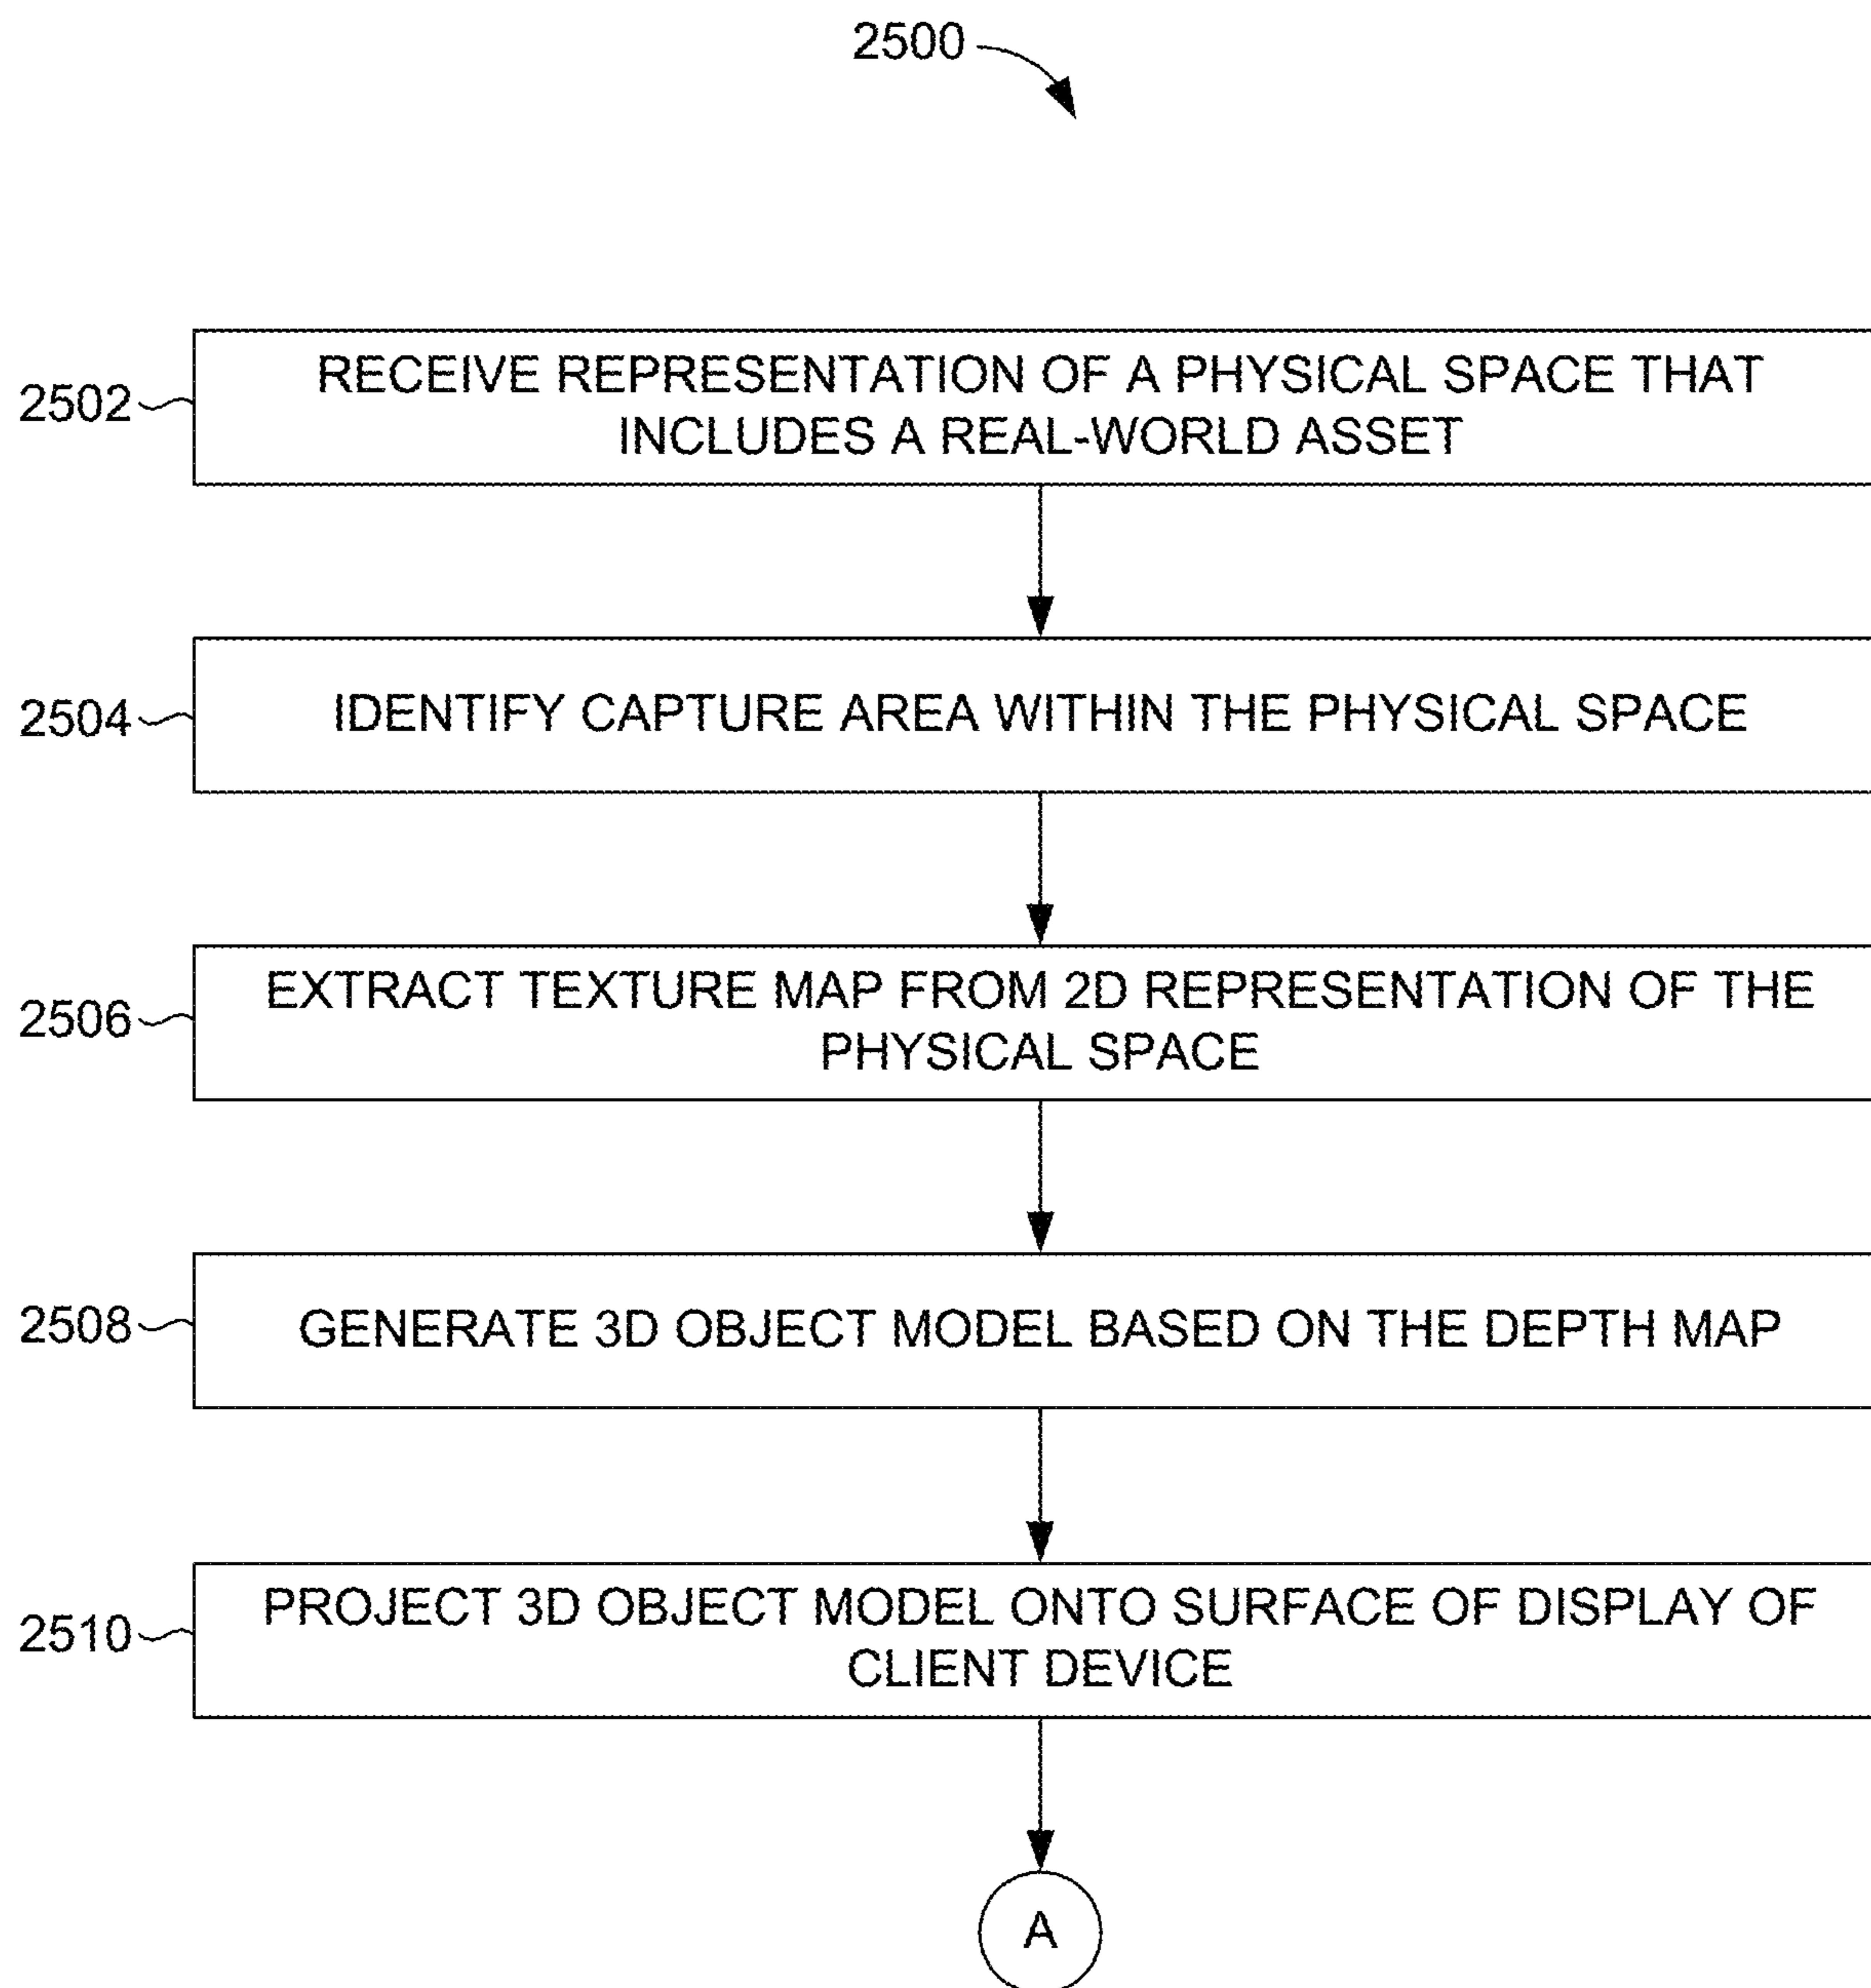 2500
2502
RECEIVE REPRESENTATION OF A PHYSICAL SPACE THAT
INCLUDES A REAL-WORLD ASSET
2504
IDENTIFY CAPTURE AREA WITHIN THE PHYSICAL SPACE
2506
EXTRACT TEXTURE MAP FROM 2D REPRESENTATION OF THE
PHYSICAL SPACE
2508
GENERATE 3D OBJECT MODEL BASED ON THE DEPTH MAP
2510
PROJECT 3D OBJECT MODEL ONTO SURFACE OF DISPLAY OF
CLIENT DEVICE
A